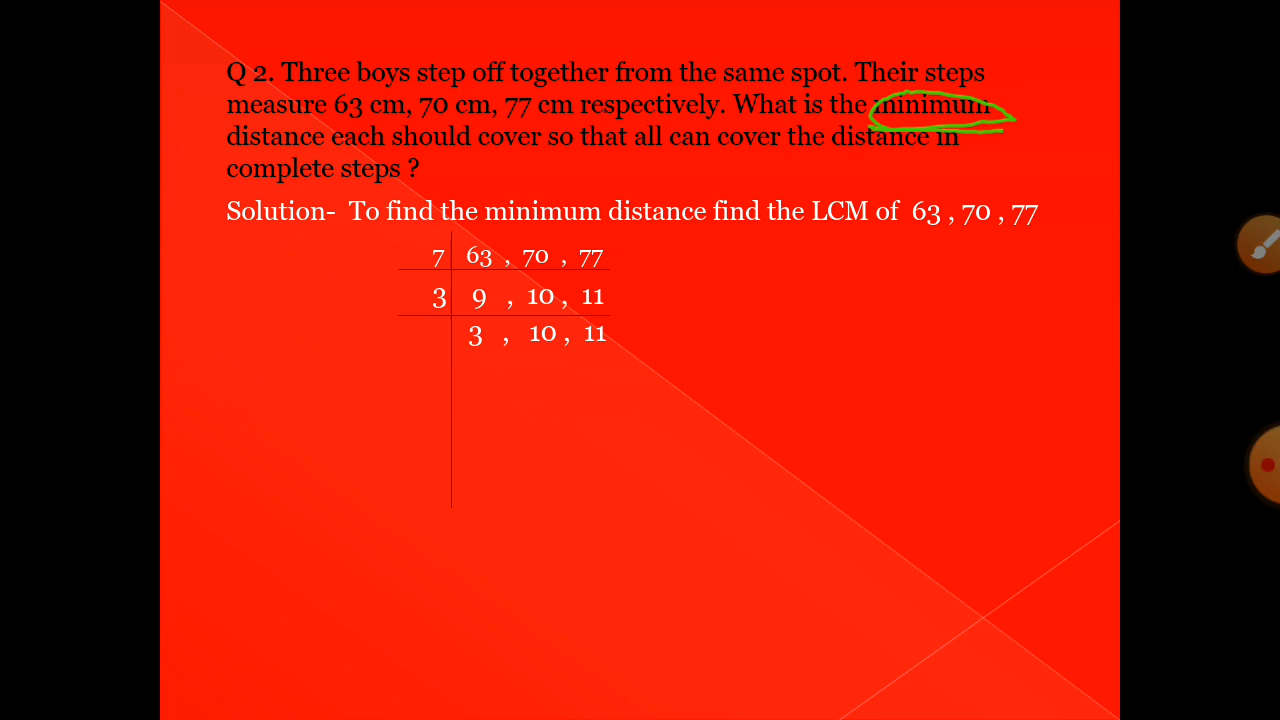 Q 2. Three boys step off together from the same spot. Their steps
measure 63 cm, 70 cm, 77 cm respectively. What is the minimum
distance each should cover so that all can cover the distance in
complete steps ?
Solution- To find the minimum distance find the LCM of 63 , 70 , 77
7 63 , 70 , 77
3 9 , 10 , 11
3 , 10 , 11